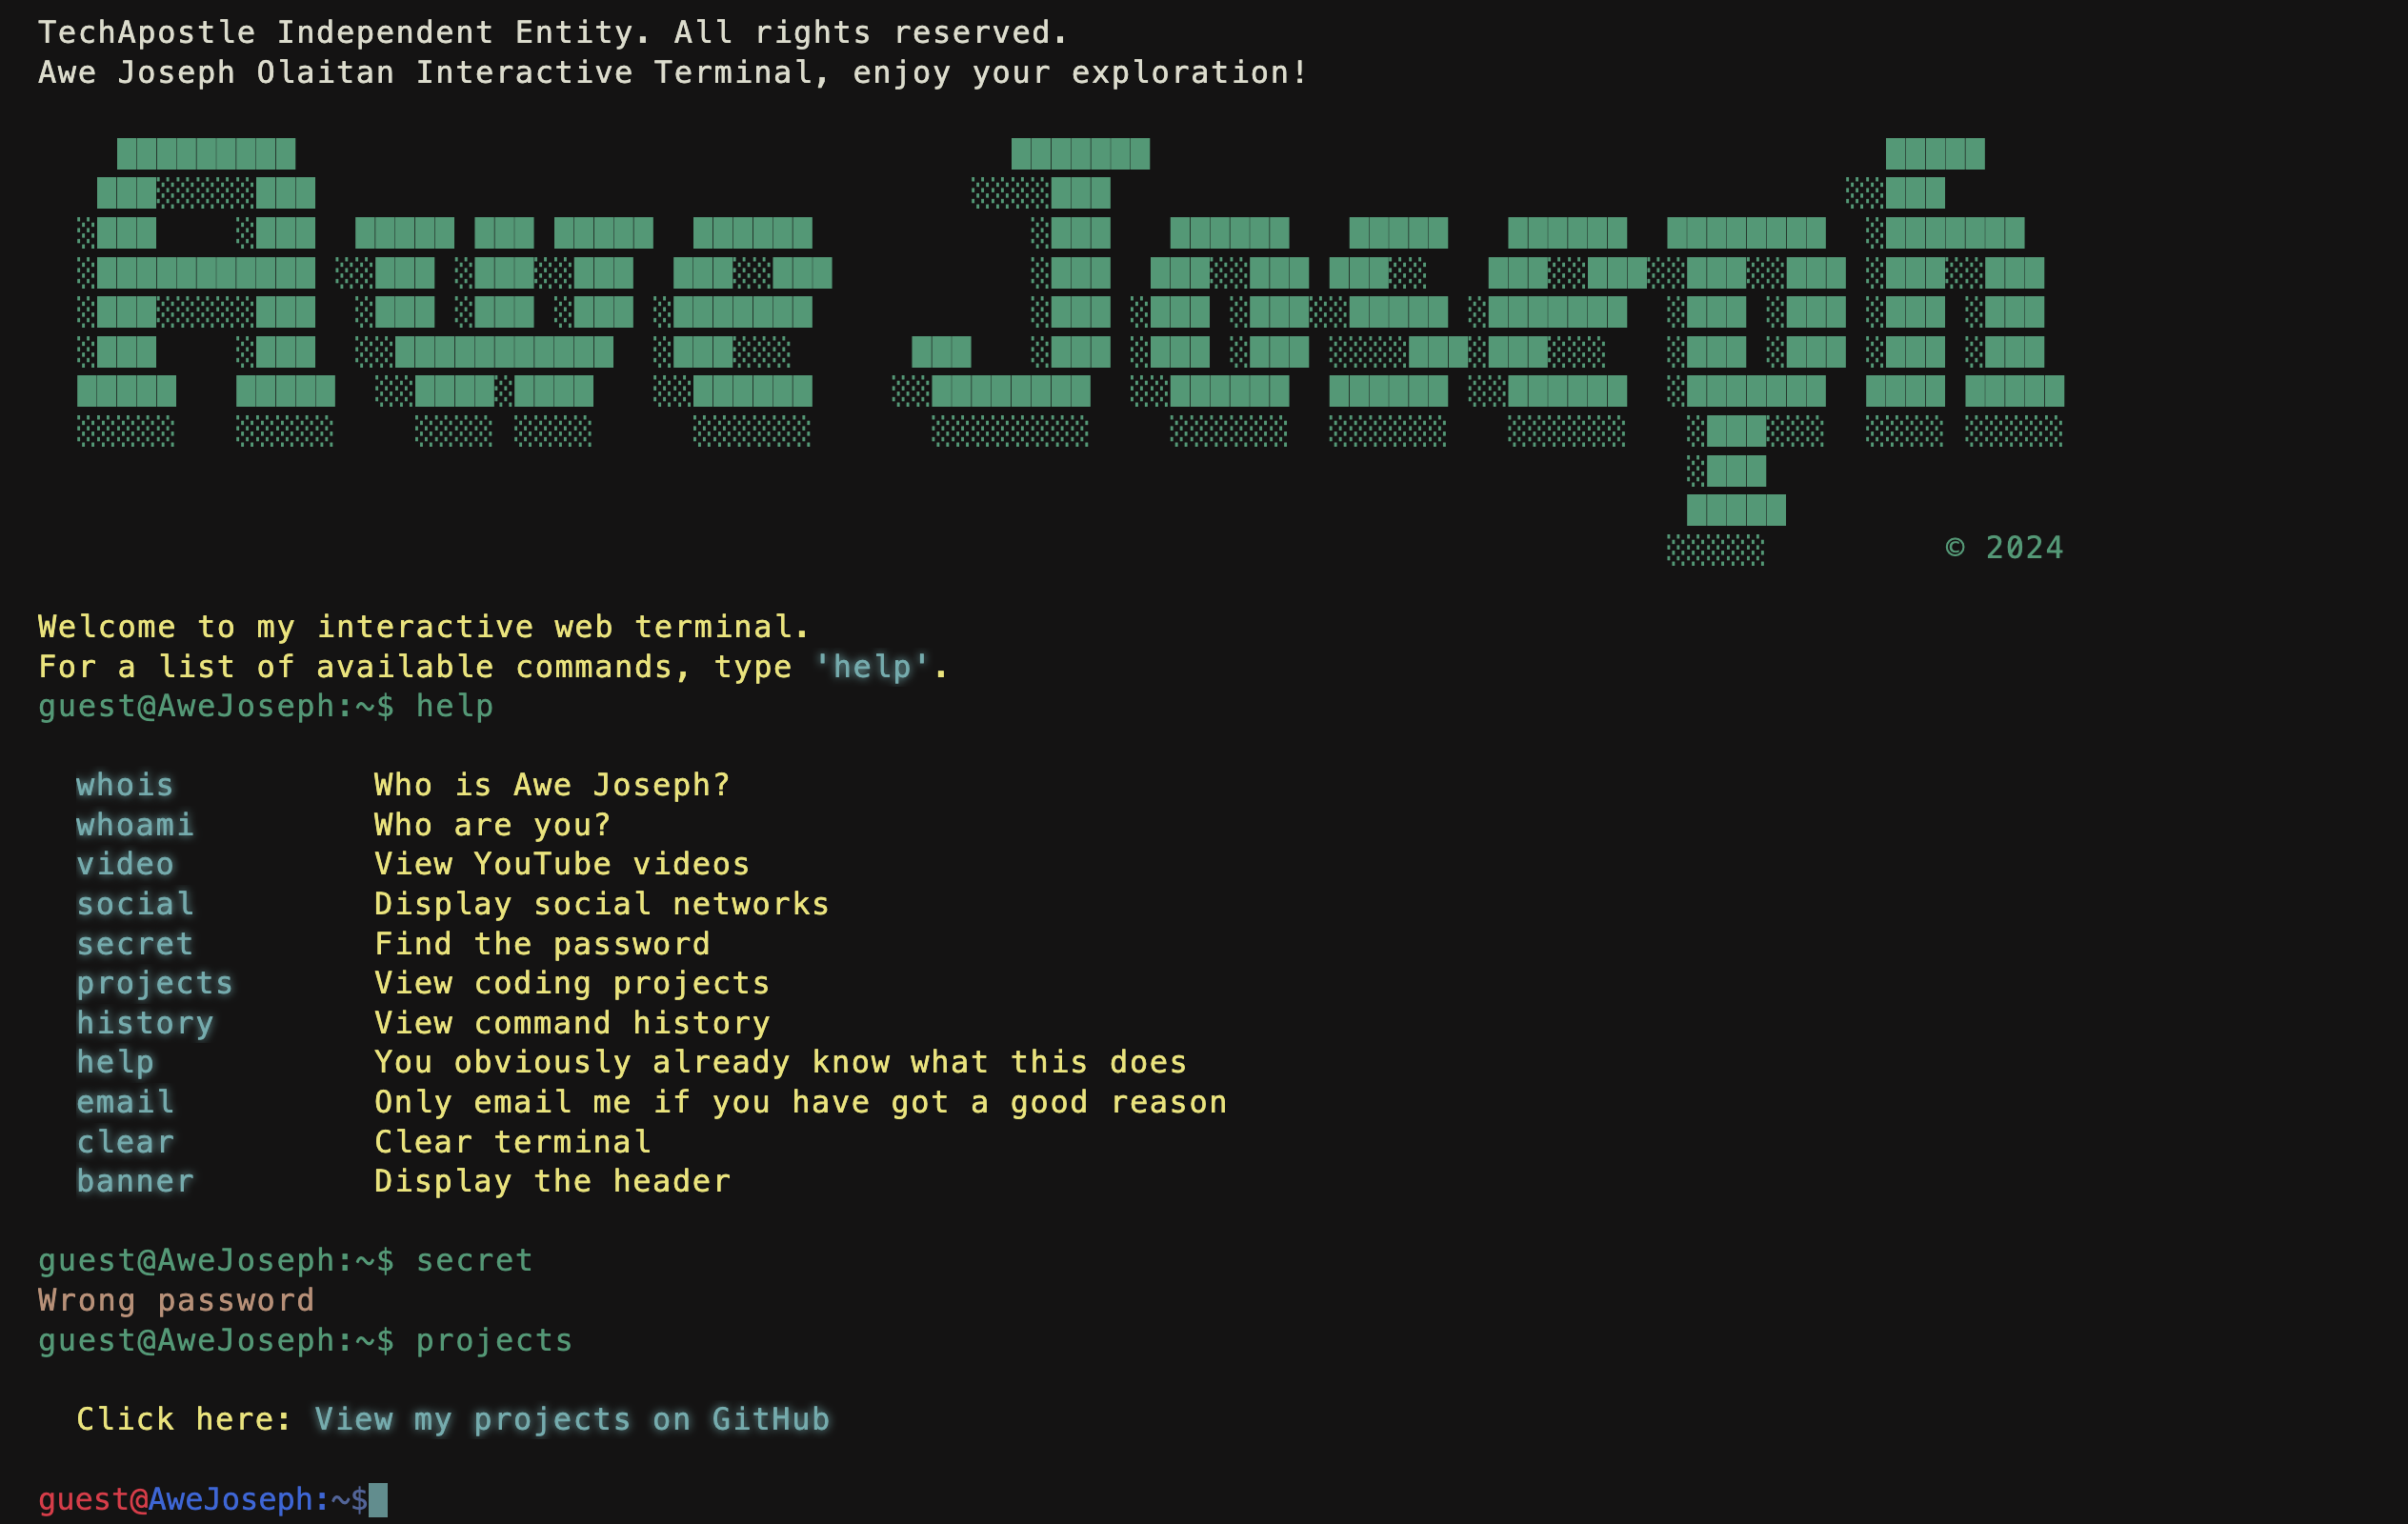 TechApostle Independent Entity. All rights reserved.
Awe Joseph Olaitan Interactive Terminal, enjoy your exploration!
Awe Joseph
© 2024
Welcome to my interactive web terminal.
For a list of available commands, type 'help'.
guest@AweJoseph:~$ help
whois Who is Awe Joseph?
whoami Who are you?
video View YouTube videos
social Display social networks
secret Find the password
projects View coding projects
history View command history
help You obviously already know what this does
email Only email me if you have got a good reason
clear Clear terminal
banner Display the header
guest@AweJoseph:~$ secret
Wrong password
guest@AweJoseph:~$ projects
Click here: View my projects on GitHub
guest@AweJoseph:~$